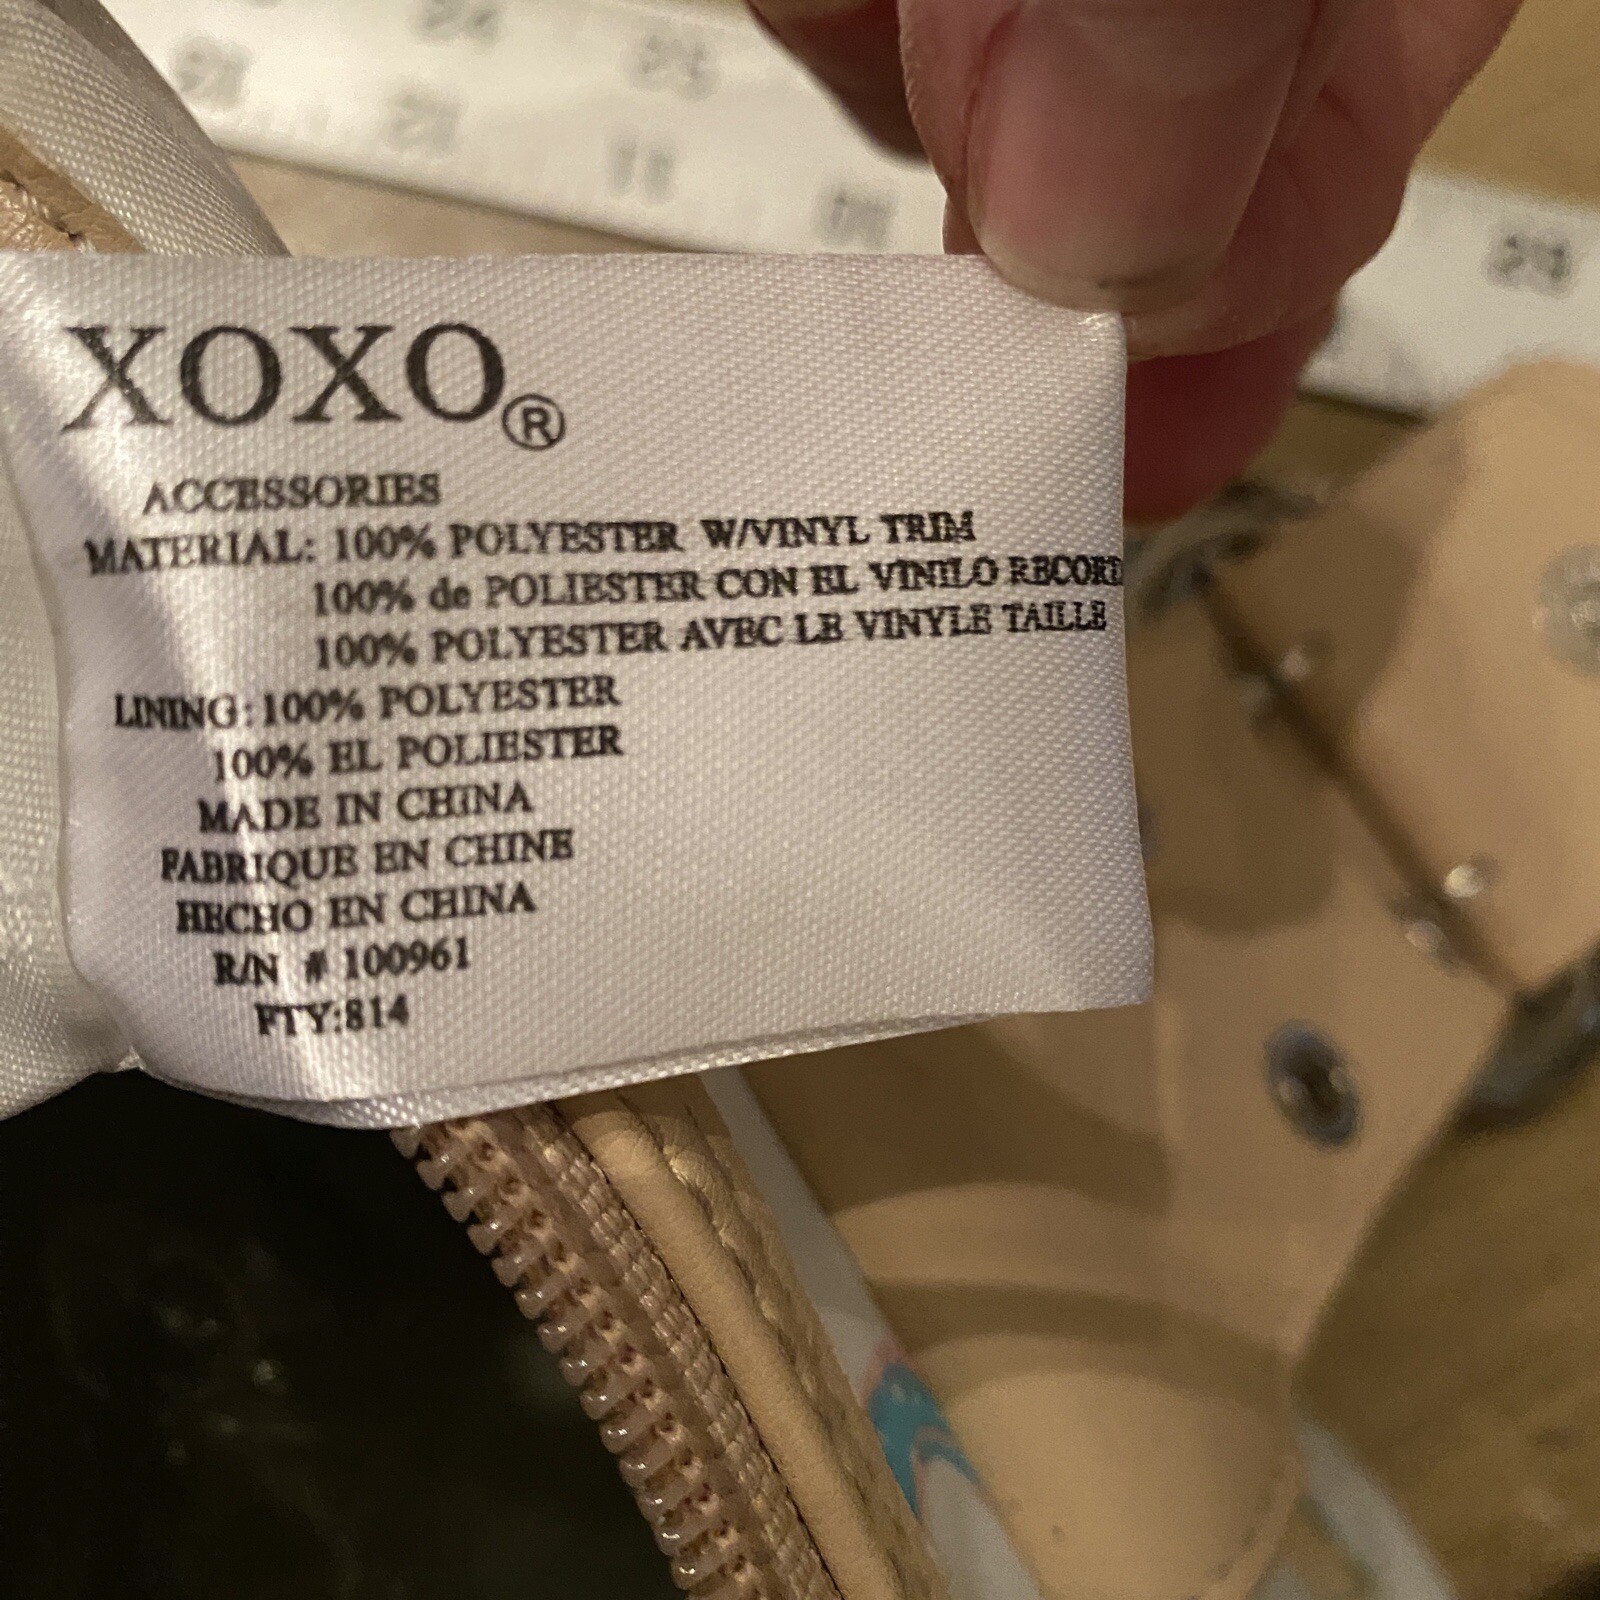 XOXO®
ACCESSORIES
MATERIAL: 100% POLYESTER W/VINYL TRIM
100% de POLIESTER CON EL VINILO RECORD
100% POLYESTER AVEC LE VINYLE TAILLE
LINING: 100% POLYESTER
100% EL POLIESTER
MADE IN CHINA
FABRIQUE EN CHINE
HECHO EN CHINA
R/N # 100961
FTY:814